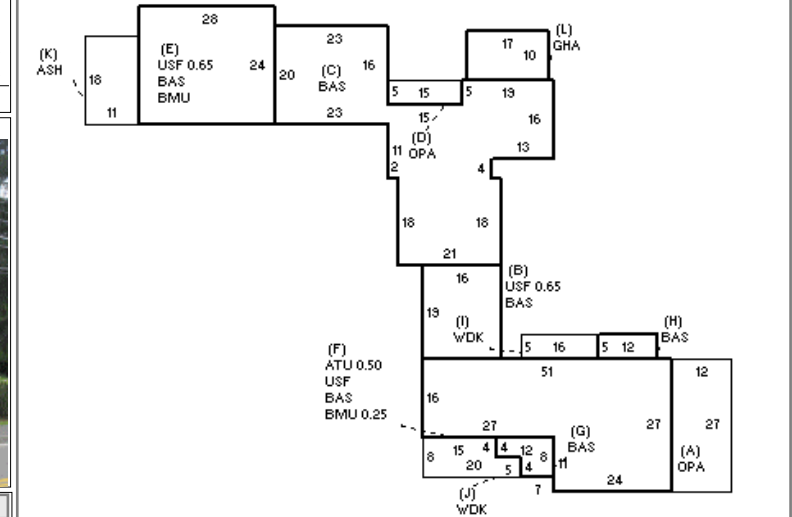 28
(L)
GHA
17
10
(K)
ASH
(E)
USF 0.65
BAS
BMU
24
23
16
20
(C)
BAS
18
11
23
5 15 5
19
15
16
(D)
OPA
11
2
13
4
18
18
21
16
(B)
USF 0.65
BAS
19
(I)
WDK
(H)
BAS
5 16
5 12
(F)
ATU 0.50
USF
BAS
BMU 0.25
51
12
16
27
27
27
(G)
BAS
(A)
OPA
8 15 4 4 12 8 11
20
5 4
24
7
(J)
WDK